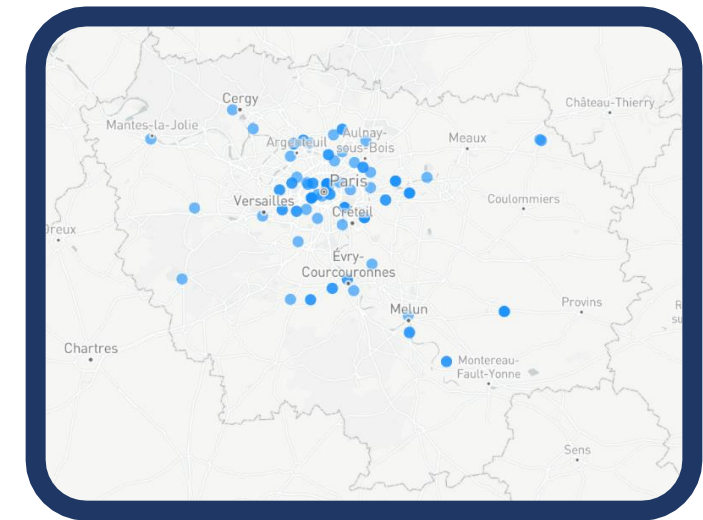 Cergy
Château-Thierry
Mantes-la-Jolie
Aulnay-
sous-Bois
Argenteuil
Meaux
Paris
Versailles
Coulommiers
Créteil
Dreux
Évry-
Courcouronnes
Melun
Provins
Chartres
Montereau-
Fault-Yonne
Sens